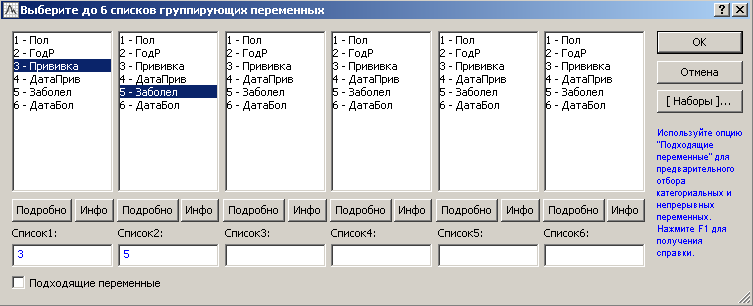 Выберите до 6 списков группирующих переменных
1 - Пол
2 - ГодР
3 - Прививка
4 - ДатаПрив
5 - Заболел
6 - ДатаБол
1 - Пол
2 - ГодР
3 - Прививка
4 - ДатаПрив
5 - Заболел
6 - ДатаБол
1 - Пол
2 - ГодР
3 - Прививка
4 - ДатаПрив
5 - Заболел
6 - ДатаБол
1 - Пол
2 - ГодР
3 - Прививка
4 - ДатаПрив
5 - Заболел
6 - ДатаБол
1 - Пол
2 - ГодР
3 - Прививка
4 - ДатаПрив
5 - Заболел
6 - ДатаБол
1 - Пол
2 - ГодР
3 - Прививка
4 - ДатаПрив
5 - Заболел
6 - ДатаБол
OK
Отмена
[ Наборы ]...
Используйте опцию
"Подходящие
переменные" для
предварительного
отбора
категориальных и
непрерывных
переменных.
Нажмите F1 для
получения
справки.
Подробно Инфо Подробно Инфо Подробно Инфо Подробно Инфо Подробно Инфо Подробно Инфо
Список1: Список2: Список3: Список4: Список5: Список6:
3 5
Подходящие переменные